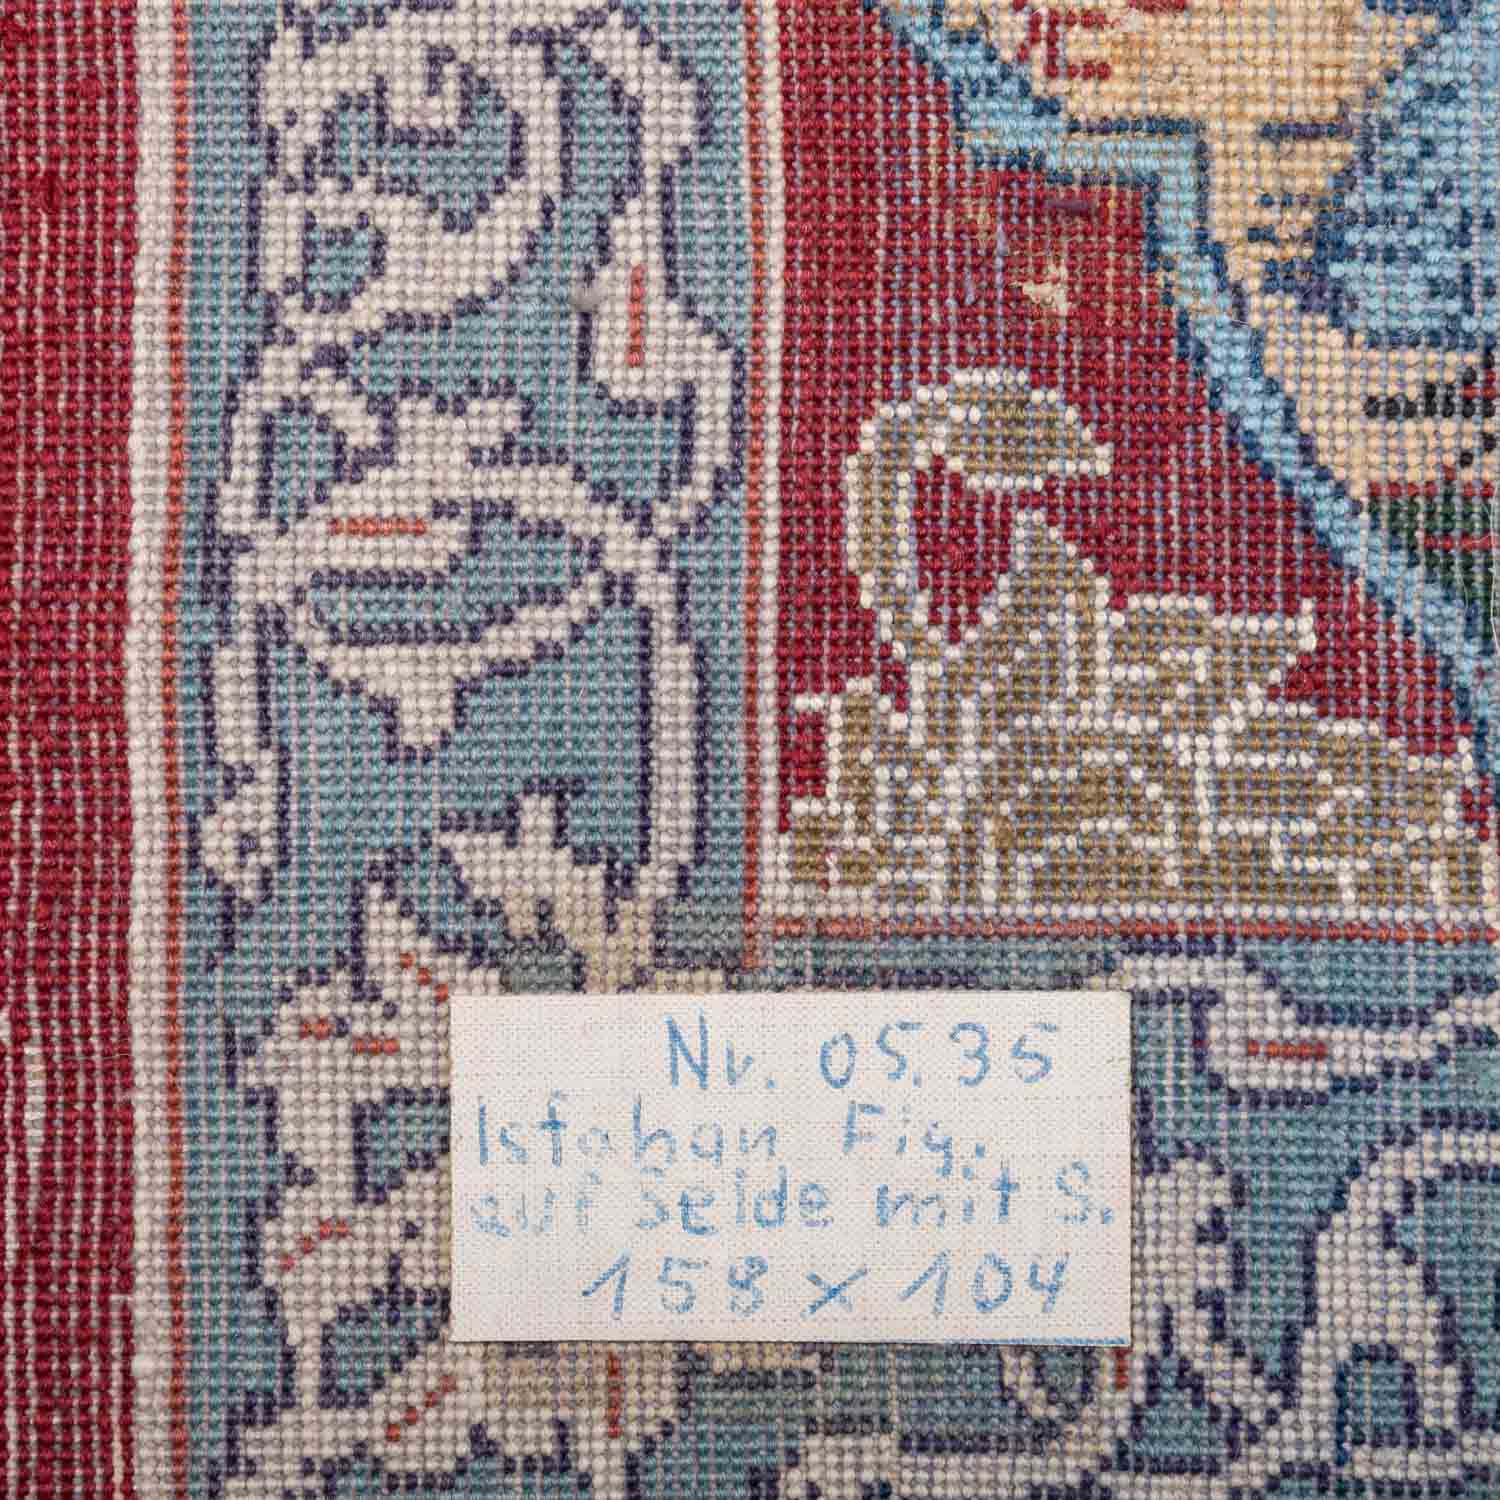 Nr. 05.35
Isfahan Fig.
auf Seide mit S.
158 x 104